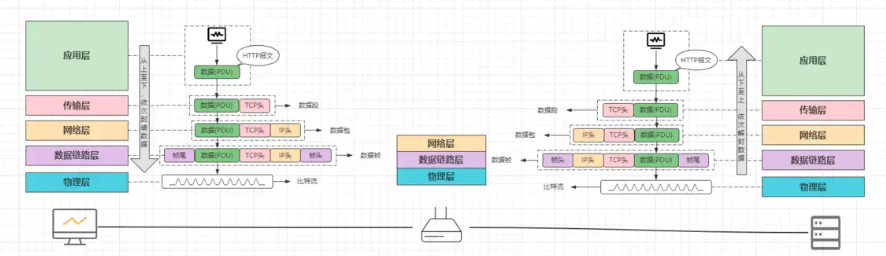 应用层
传输层
网络层
数据链路层
物理层
从上至下，依次封装数据
HTTP报文
数据(PDU)
数据(PDU) TCP头 数据段
数据(PDU) TCP头 IP头 数据包
帧尾 数据(PDU) TCP头 IP头 帧头 数据帧
比特流
网络层
数据链路层
物理层
HTTP报文
数据(PDU)
数据段 TCP头 数据(PDU)
数据包 IP头 TCP头 数据(PDU)
数据帧 帧头 IP头 TCP头 数据(PDU) 帧尾
比特流
从下至上，依次解封数据
应用层
传输层
网络层
数据链路层
物理层